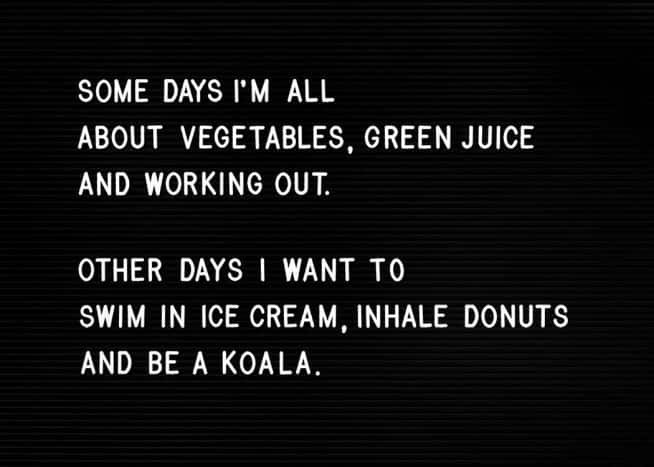 SOME DAYS I'M ALL
ABOUT VEGETABLES, GREEN JUICE
AND WORKING OUT.
OTHER DAYS I WANT TO
SWIM IN ICE CREAM, INHALE DONUTS
AND BE A KOALA.